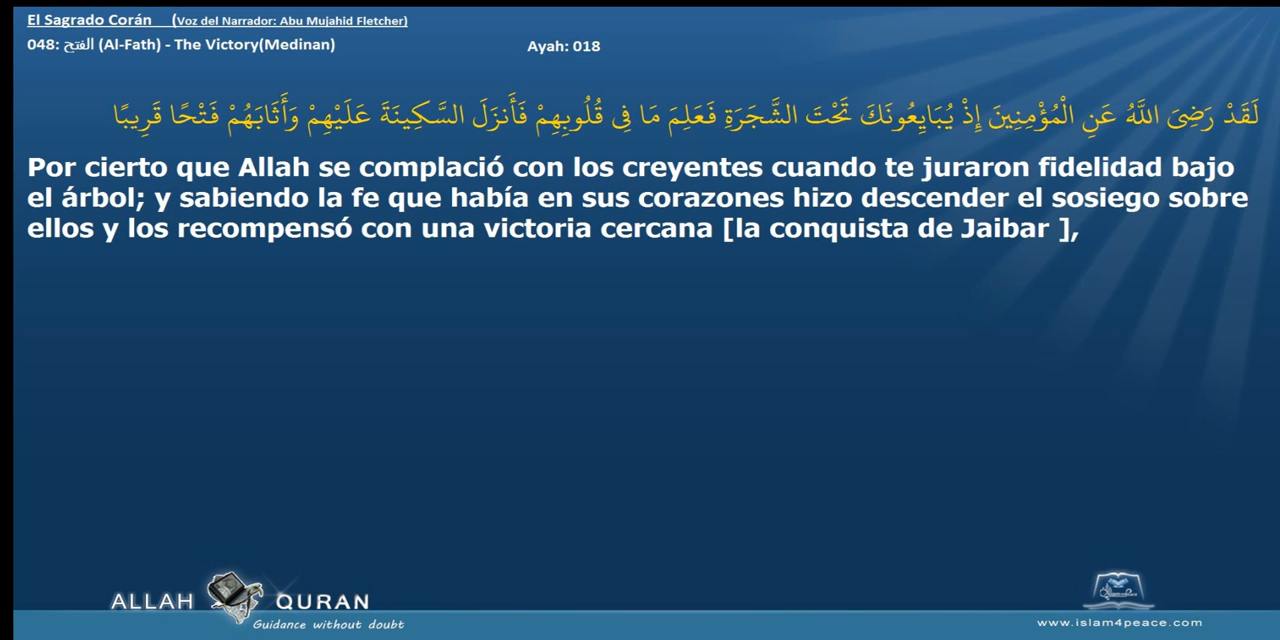 El Sagrado Corán (Voz del Narrador: Abu Mujahid Fletcher)
048: الفتح (Al-Fath) - The Victory(Medinan) Ayah: 018
لَقَدْ رَضِىَ اللَّهُ عَنِ الْمُؤْمِنِينَ إِذْ يُبَايِعُونَكَ تَحْتَ الشَّجَرَةِ فَعَلِمَ مَا فِى قُلُوبِهِمْ فَأَنزَلَ السَّكِينَةَ عَلَيْهِمْ وَأَثَابَهُمْ فَتْحًا قَرِيبًا
Por cierto que Allah se complació con los creyentes cuando te juraron fidelidad bajo
el árbol; y sabiendo la fe que había en sus corazones hizo descender el sosiego sobre
ellos y los recompensó con una victoria cercana [la conquista de Jaibar ],
ALLAH QURAN
Guidance without doubt
www.islam4peace.com